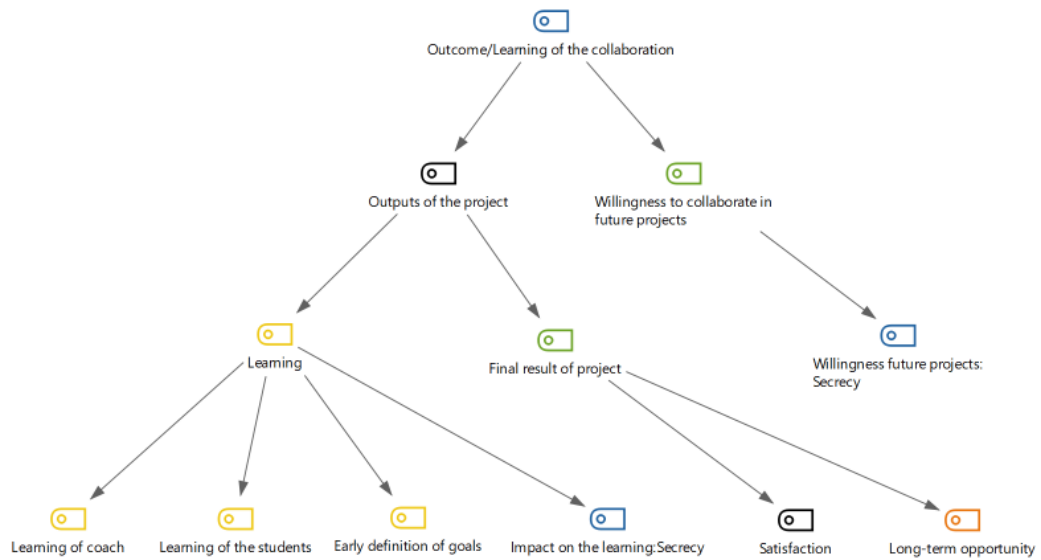 Outcome/Learning of the collaboration
Outputs of the project
Willingness to collaborate in
future projects
Learning
Final result of project
Willingness future projects:
Secrecy
Learning of coach
Learning of the students
Early definition of goals
Impact on the learning:Secrecy
Satisfaction
Long-term opportunity